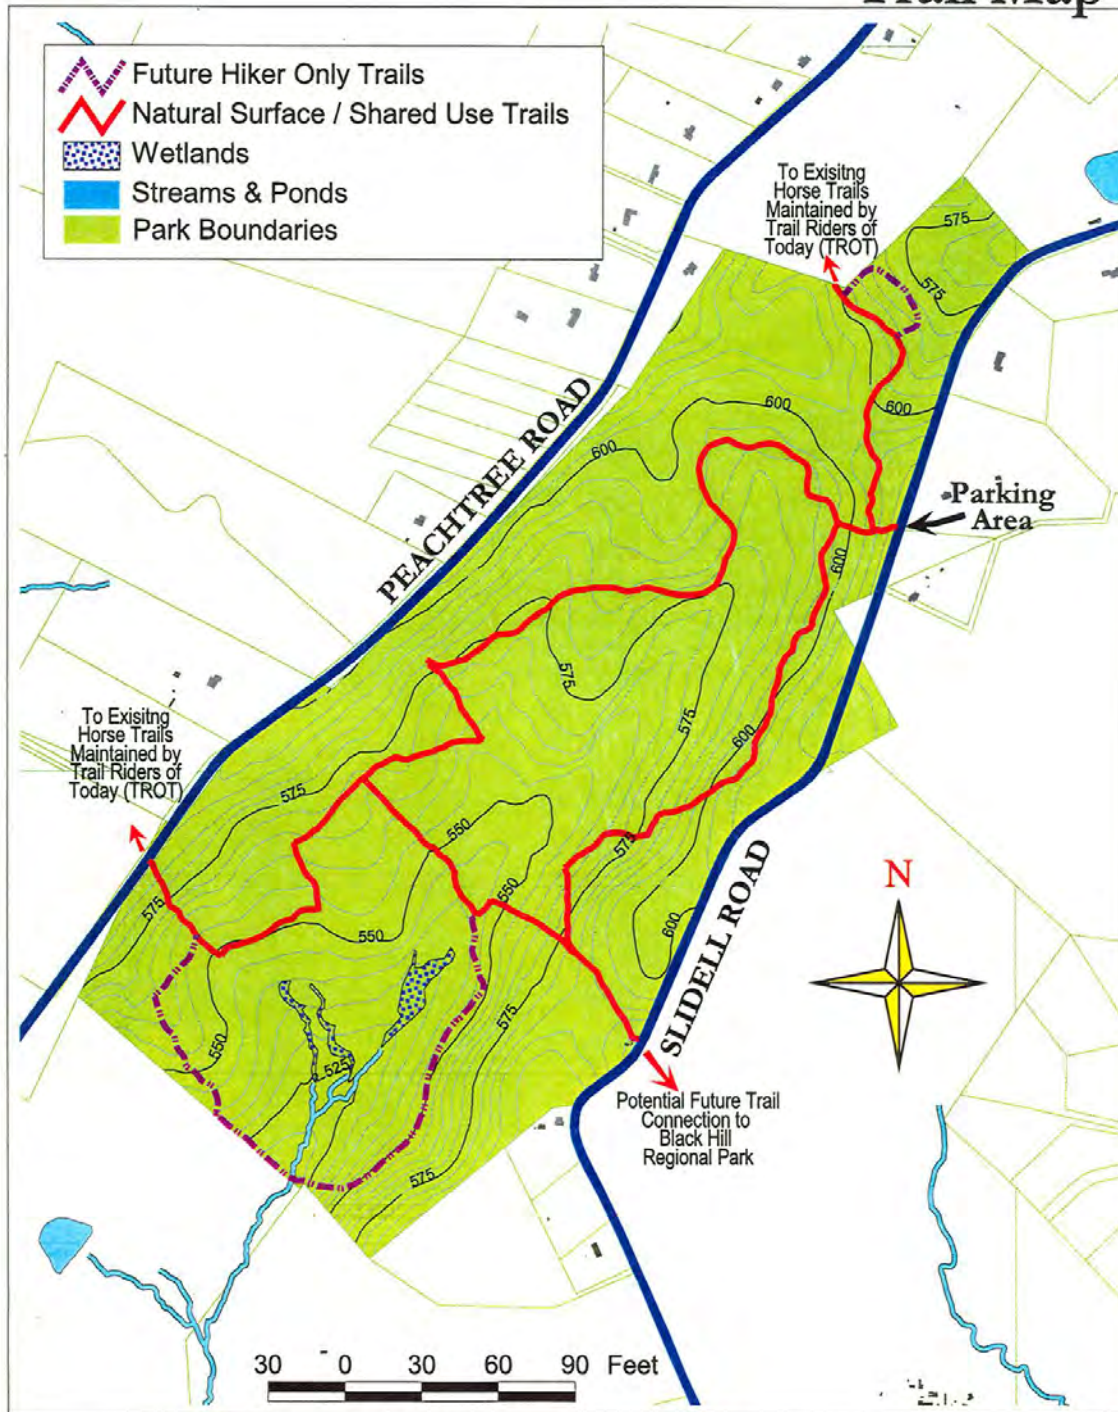 Trail Map
Future Hiker Only Trails
Natural Surface / Shared Use Trails
Wetlands
Streams & Ponds
Park Boundaries
To Exisitng
Horse Trails
Maintained by
Trail Riders of
Today (TROT)
575
575
600
600
PEACHTREE ROAD
600
Parking
Area
600
575
575
600
To Exisitng
Horse Trails
Maintained by
Trail Riders of
Today (TROT)
575
550
575
550
N
575
550
600
SLIDELL ROAD
575
550
525
Potential Future Trail
Connection to
Black Hill
Regional Park
575
30 0 30 60 90 Feet